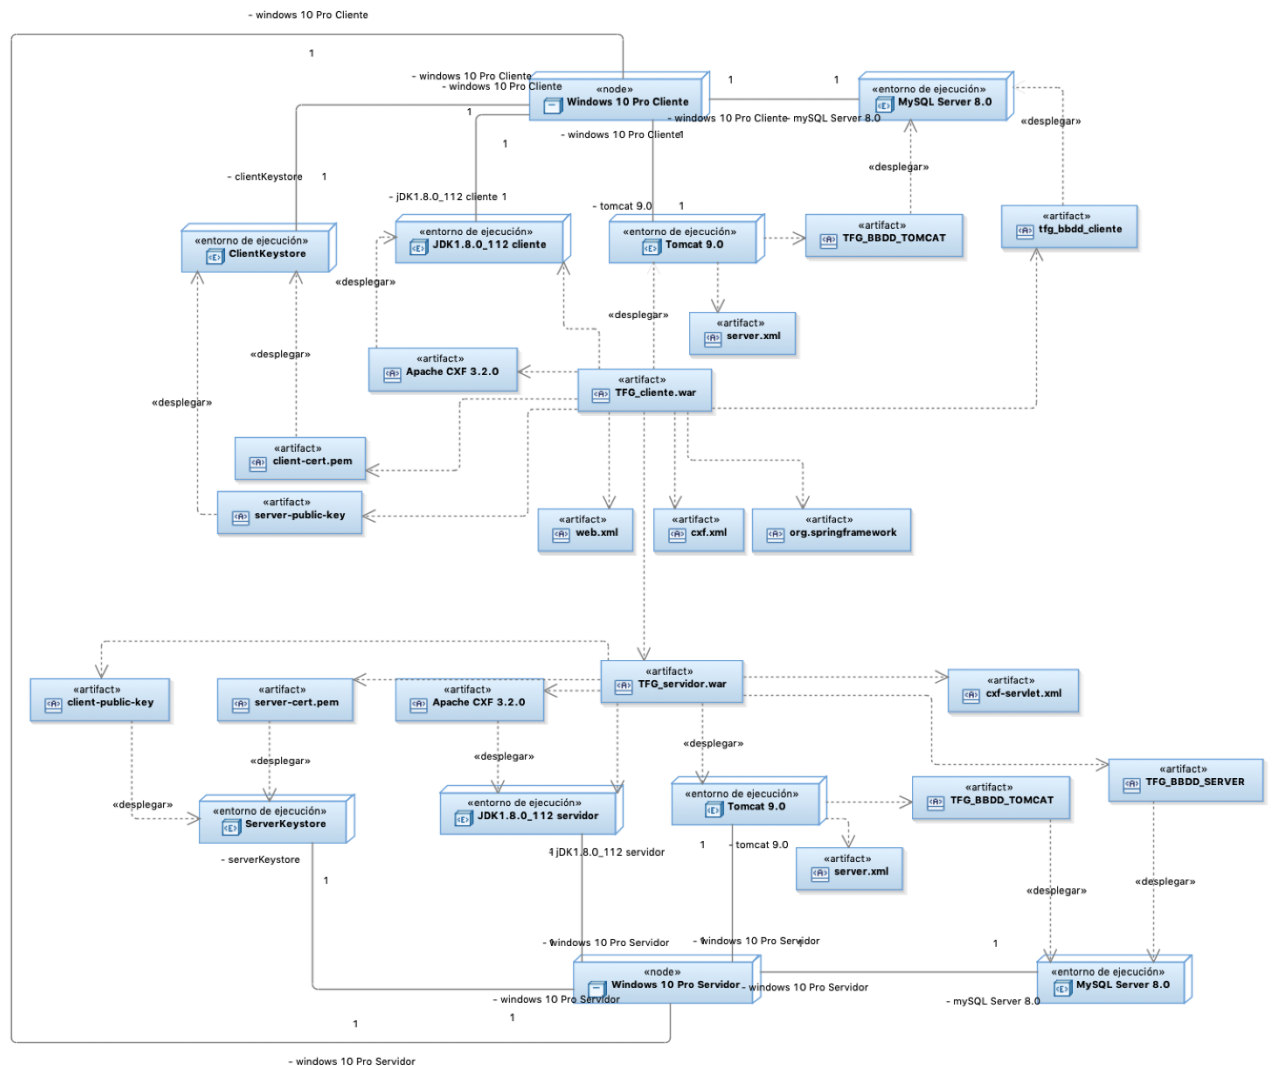 - windows 10 Pro Cliente
1
- windows 10 Pro Cliente
- windows 10 Pro Cliente
«node»
Windows 10 Pro Cliente
1
1
«entorno de ejecución»
MySQL Server 8.0
1
- windows 10 Pro Cliente
- mySQL Server 8.0
«desplegar»
- windows 10 Pro Cliente
1
1
«desplegar»
- clientKeystore
1
- jDK1.8.0_112 cliente
1
- tomcat 9.0
1
«entorno de ejecución»
ClientKeystore
«entorno de ejecución»
JDK1.8.0_112 cliente
«entorno de ejecución»
Tomcat 9.0
«artifact»
TFG_BBDD_TOMCAT
«artifact»
tfg_bbdd_cliente
«desplegar»
«desplegar»
«artifact»
server.xml
«desplegar»
«artifact»
Apache CXF 3.2.0
«artifact»
TFG_cliente.war
«desplegar»
«artifact»
client-cert.pem
«artifact»
server-public-key
«artifact»
web.xml
«artifact»
cxf.xml
«artifact»
org.springframework
«artifact»
client-public-key
«artifact»
server-cert.pem
«artifact»
Apache CXF 3.2.0
«artifact»
TFG_servidor.war
«artifact»
cxf-servlet.xml
«desplegar»
«desplegar»
«desplegar»
«desplegar»
«entorno de ejecución»
ServerKeystore
«entorno de ejecución»
JDK1.8.0_112 servidor
«entorno de ejecución»
Tomcat 9.0
«artifact»
TFG_BBDD_TOMCAT
«artifact»
TFG_BBDD_SERVER
- serverKeystore
1
1
- jDK1.8.0_112 servidor
1
- tomcat 9.0
«artifact»
server.xml
«desplegar»
«desplegar»
1
- windows 10 Pro Servidor
1
- windows 10 Pro Servidor
1
1
«node»
Windows 10 Pro Servidor
- windows 10 Pro Servidor
- windows 10 Pro Servidor
«entorno de ejecución»
MySQL Server 8.0
- mySQL Server 8.0
1
1
- windows 10 Pro Servidor